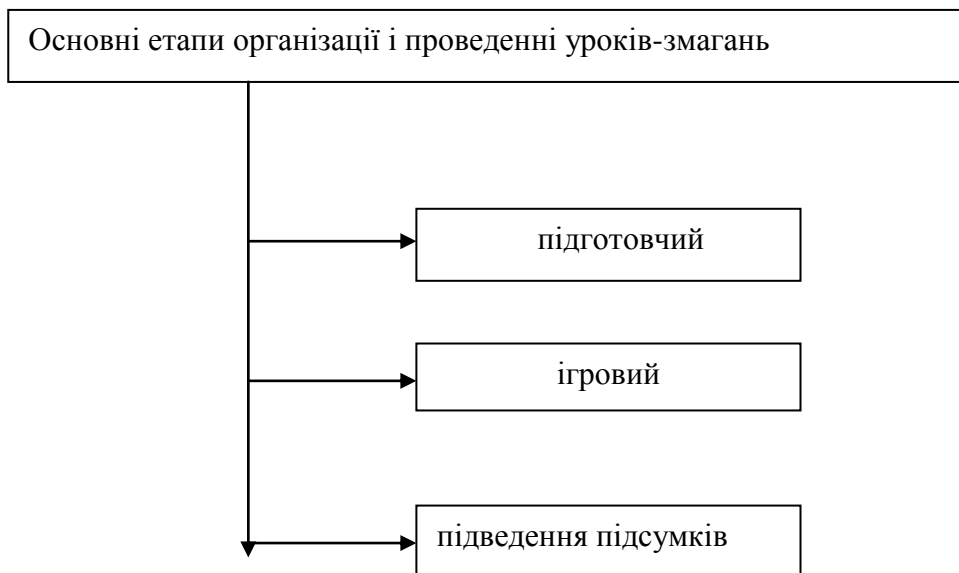 Основні етапи організації і проведенні уроків-змагань
підготовчий
ігровий
підведення підсумків